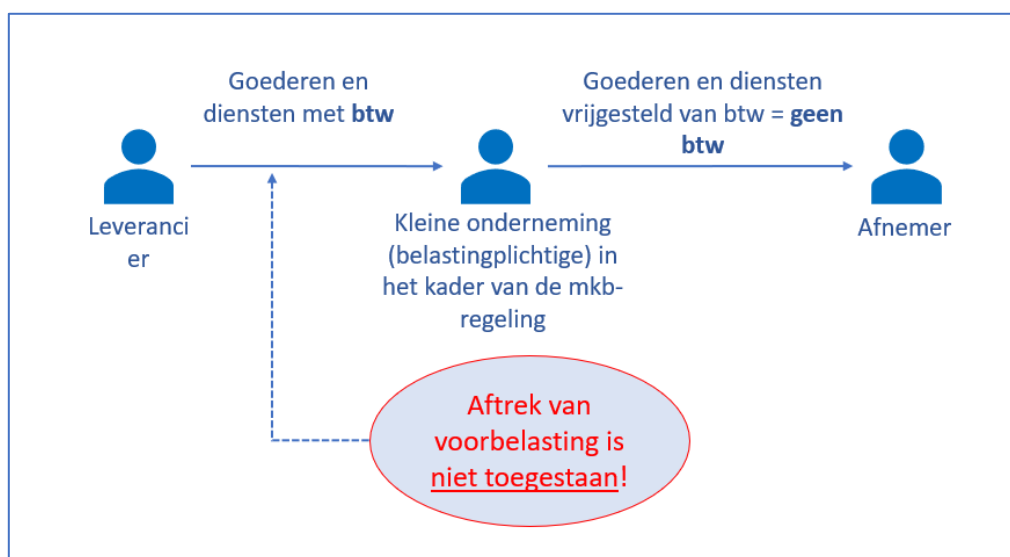 Goederen en
diensten met btw
Goederen en diensten
vrijgesteld van btw = geen
btw
Leveranci
er
Kleine onderneming
(belastingplichtige) in
het kader van de mkb-
regeling
Afnemer
Aftrek van
voorbelasting is
niet toegestaan!